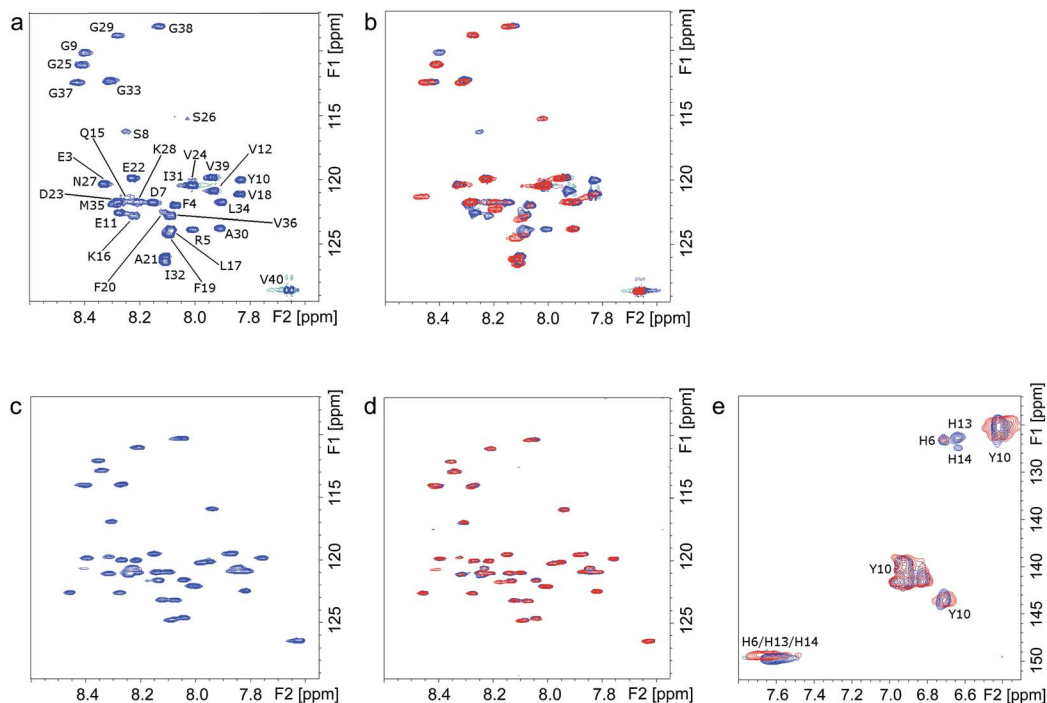 a
G29
G38
G9
G25
G37
G33
S26
Q15
S8
K28
V24
V12
E3
E22
I31
V39
Y10
N27
V18
D23
D7
F4
M35
L34
V36
E11
R5
A30
K16
A21
L17
F20
I32
F19
V40
F1 [ppm]
115
120
125
8.4 8.2 8.0 7.8 F2 [ppm]
b
F1 [ppm]
115
120
125
8.4 8.2 8.0 7.8 F2 [ppm]
c
F1 [ppm]
115
120
125
8.4 8.2 8.0 7.8 F2 [ppm]
d
F1 [ppm]
115
120
125
8.4 8.2 8.0 7.8 F2 [ppm]
e
H13
H6
H14
Y10
Y10
Y10
H6/H13/H14
F1 [ppm]
130
140
140
145
150
7.6 7.4 7.2 7.0 6.8 6.6 F2 [ppm]